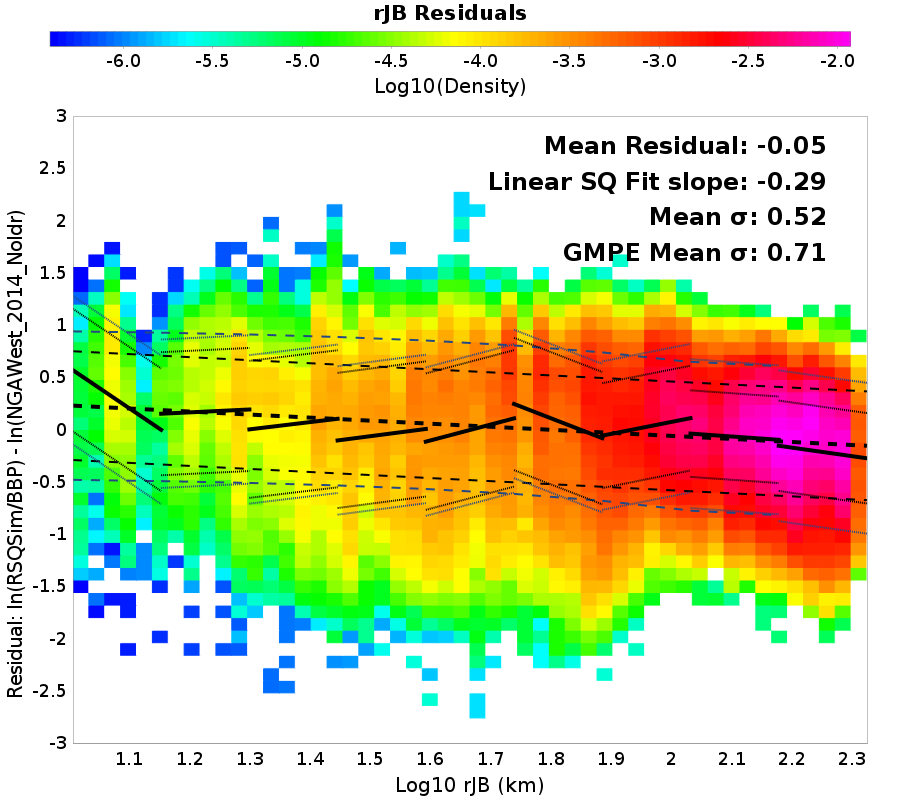 rJB Residuals
-6.0 -5.5 -5.0 -4.5 -4.0 -3.5 -3.0 -2.5 -2.0
Log10(Density)
Mean Residual: -0.05
Linear SQ Fit slope: -0.29
Mean σ: 0.52
GMPE Mean σ: 0.71
Residual: ln(RSQSim/BBP) - ln(NGAWest_2014_NoIdr)
3
2.5
2
1.5
1
0.5
0
-0.5
-1
-1.5
-2
-2.5
-3
1.1 1.2 1.3 1.4 1.5 1.6 1.7 1.8 1.9 2 2.1 2.2 2.3
Log10 rJB (km)